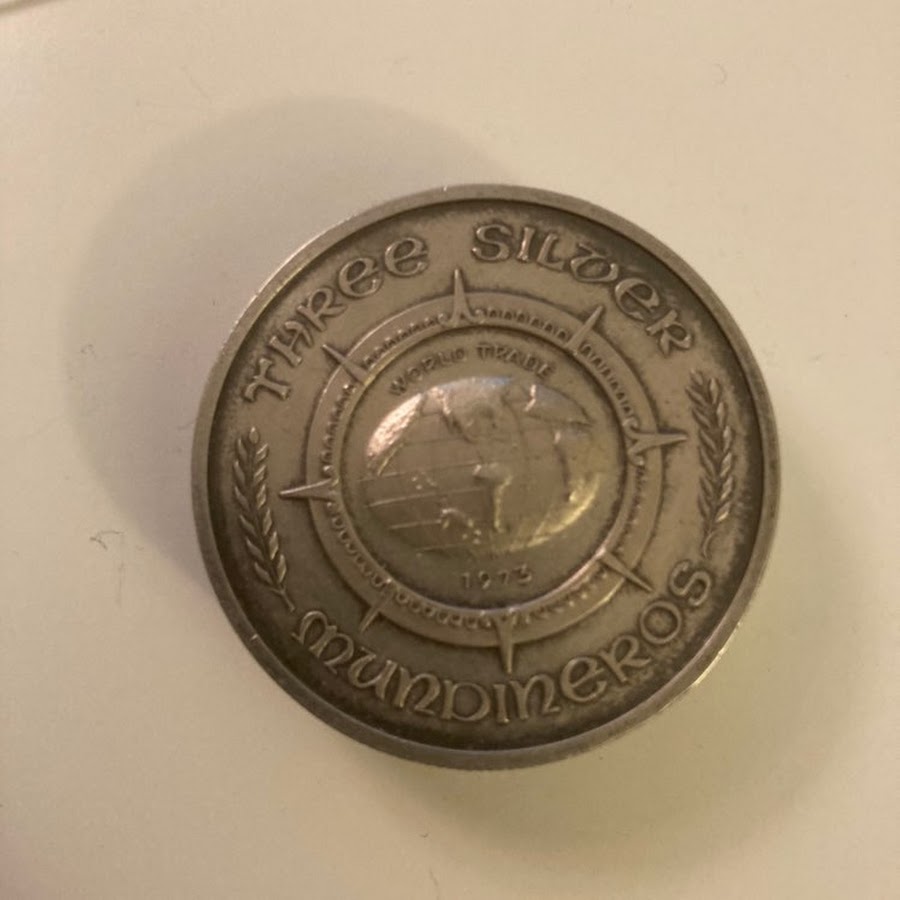 THREE SILVER
WORLD TRADE
1973
MUNDINEROS